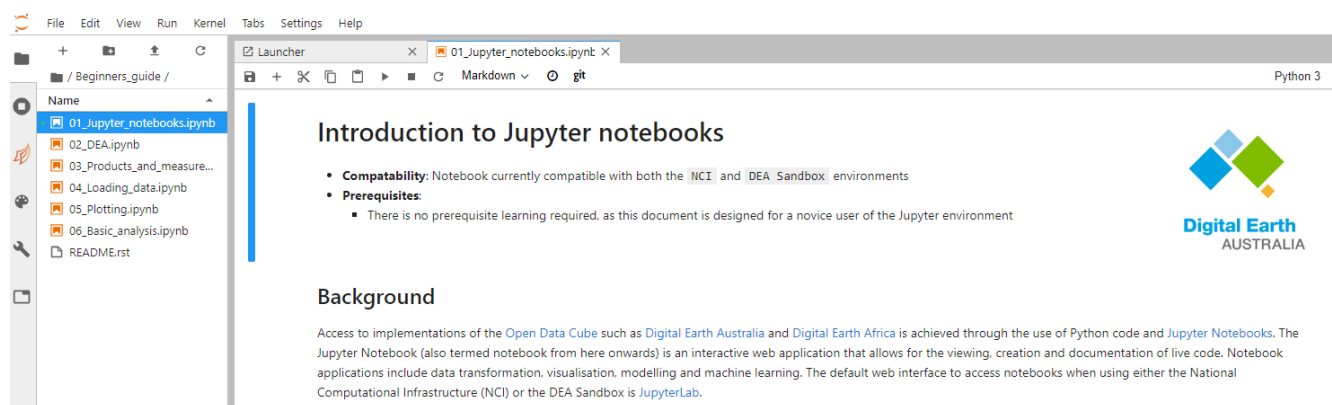 File Edit View Run Kernel Tabs Settings Help
/ Beginners_guide /
Name
01_Jupyter_notebooks.ipynb
02_DEA.ipynb
03_Products_and_measure...
04_Loading_data.ipynb
05_Plotting.ipynb
06_Basic_analysis.ipynb
README.rst
Launcher
01_Jupyter_notebooks.ipynb
Markdown
git
Python 3
Introduction to Jupyter notebooks
Compatability: Notebook currently compatible with both the NCI and DEA Sandbox environments
Prerequisites:
There is no prerequisite learning required, as this document is designed for a novice user of the Jupyter environment
Digital Earth
AUSTRALIA
Background
Access to implementations of the Open Data Cube such as Digital Earth Australia and Digital Earth Africa is achieved through the use of Python code and Jupyter Notebooks. The
Jupyter Notebook (also termed notebook from here onwards) is an interactive web application that allows for the viewing, creation and documentation of live code. Notebook
applications include data transformation, visualisation, modelling and machine learning. The default web interface to access notebooks when using either the National
Computational Infrastructure (NCI) or the DEA Sandbox is JupyterLab.